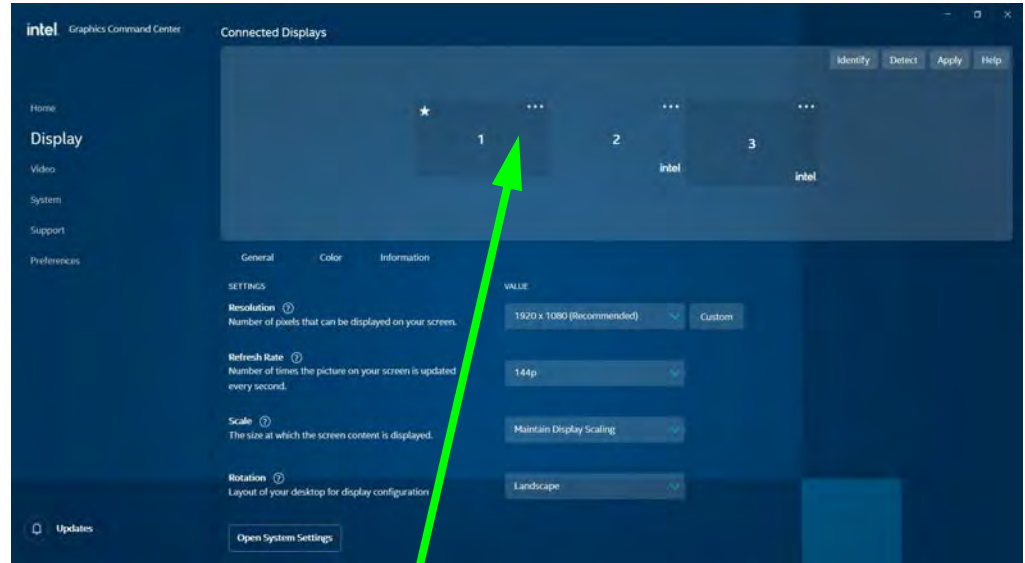 intel. Graphics Command Center
Connected Displays
Identify Detect Apply Help
Home
Display
Video
System
Support
Preferences
1
2
intel
3
intel
General Color Information
SETTINGS VALUE
Resolution ?
Number of pixels that can be displayed on your screen.
1920 x 1080 (Recommended) Custom
Refresh Rate ?
Number of times the picture on your screen is updated
every second.
144p
Scale ?
The size at which the screen content is displayed.
Maintain Display Scaling
Rotation ?
Layout of your desktop for display configuration
Landscape
Updates
Open System Settings